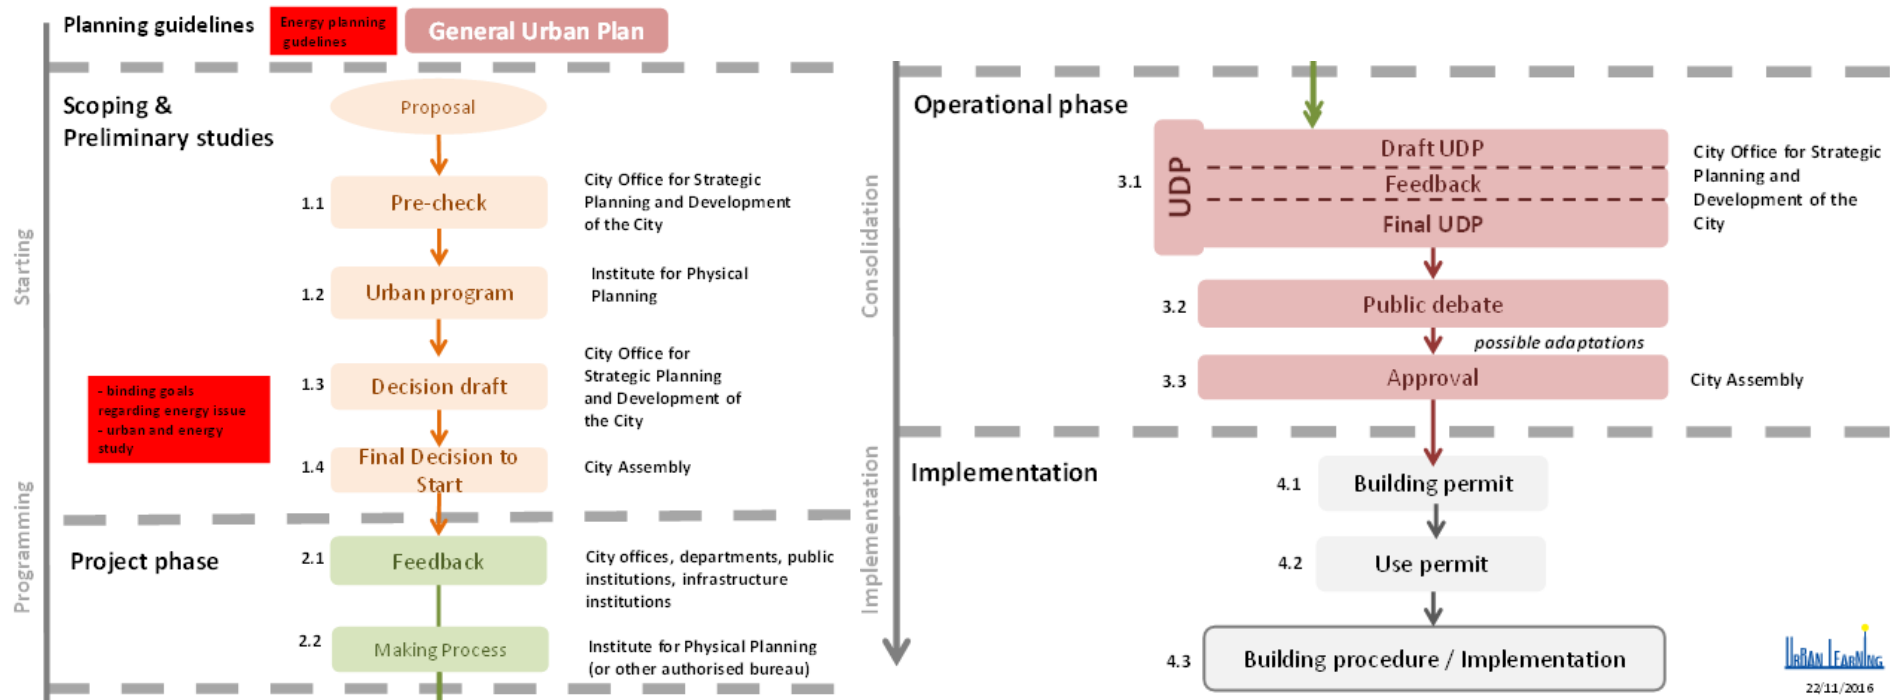 Planning guidelines
Energy planning
gudelines
General Urban Plan
Scoping &
Preliminary studies
Proposal
Starting
1.1
Pre-check
City Office for Strategic
Planning and Development
of the City
1.2
Urban program
Institute for Physical
Planning
1.3
Decision draft
City Office for
Strategic Planning
and Development of
the City
- binding goals
regarding energy issue
- urban and energy
study
1.4
Final Decision to
Start
City Assembly
Programming
Project phase
2.1
Feedback
City offices, departments, public
institutions, infrastructure
institutions
2.2
Making Process
Institute for Physical Planning
(or other authorised bureau)
Operational phase
Consolidation
3.1
UDP
Draft UDP
Feedback
Final UDP
City Office for Strategic
Planning and
Development of the
City
3.2
Public debate
possible adaptations
3.3
Approval
City Assembly
Implementation
Implementation
4.1
Building permit
4.2
Use permit
4.3
Building procedure / Implementation
URBAN LEARNING
22/11/2016